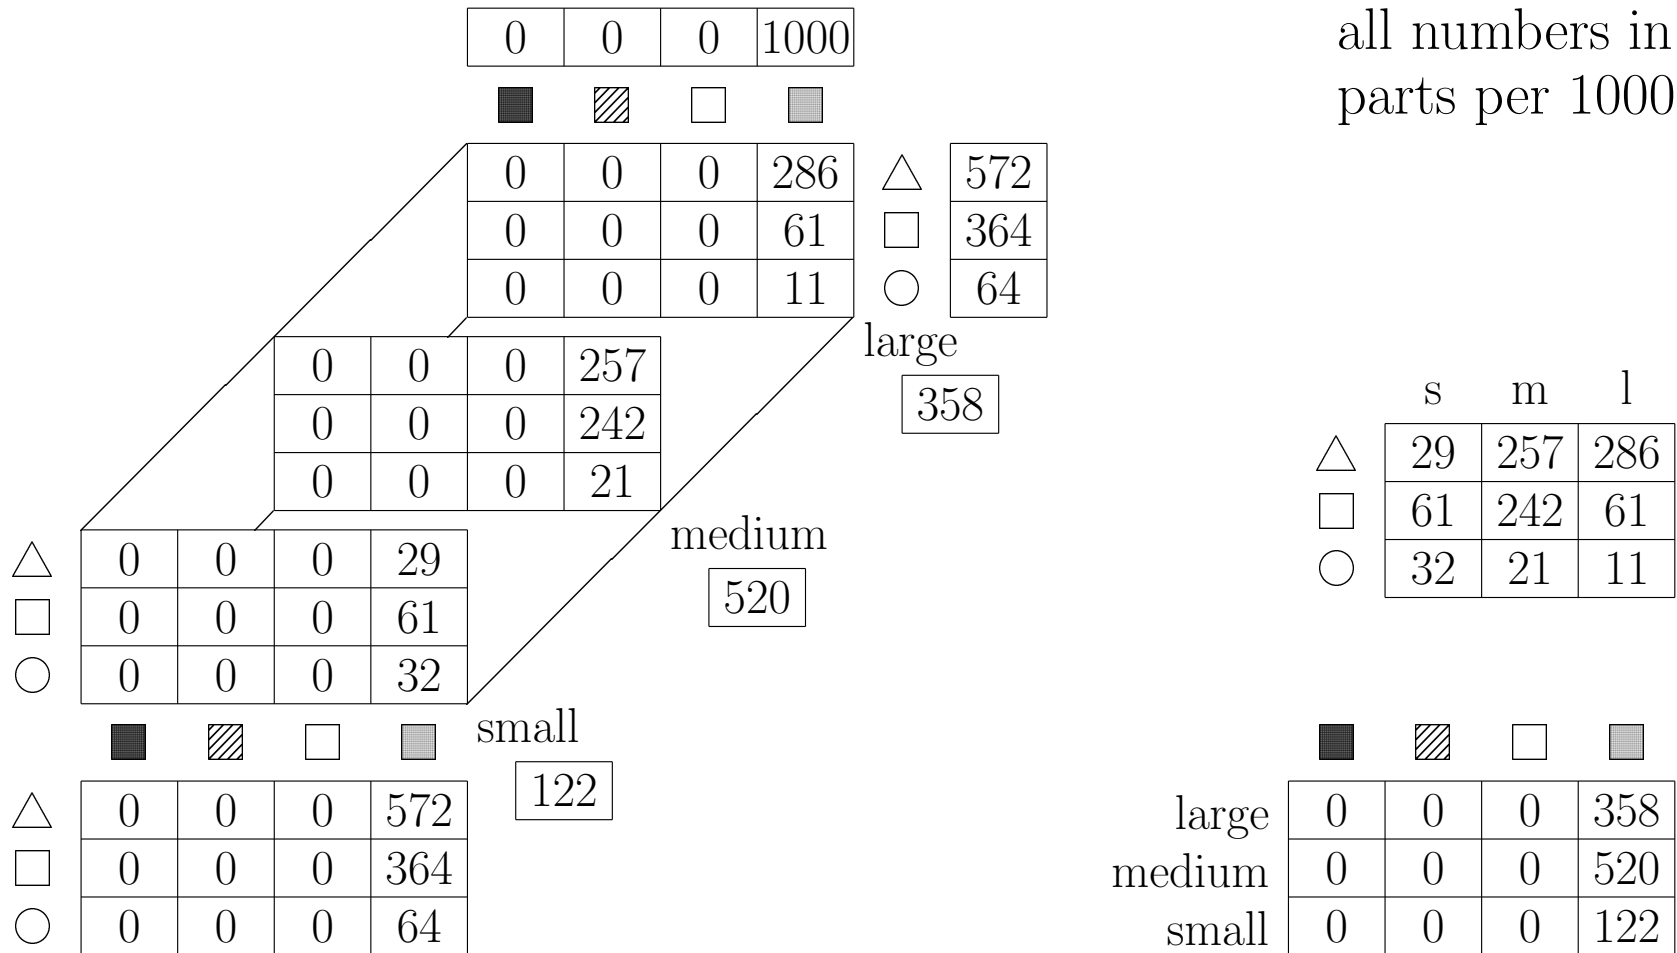 0 0 0 1000
all numbers in
parts per 1000
0 0 0 286 572
0 0 0 61 364
0 0 0 11 64
large
358
0 0 0 257
0 0 0 242
0 0 0 21
medium
520
s m l
29 257 286
61 242 61
32 21 11
0 0 0 29
0 0 0 61
0 0 0 32
small
122
0 0 0 572
0 0 0 364
0 0 0 64
large 0 0 0 358
medium 0 0 0 520
small 0 0 0 122